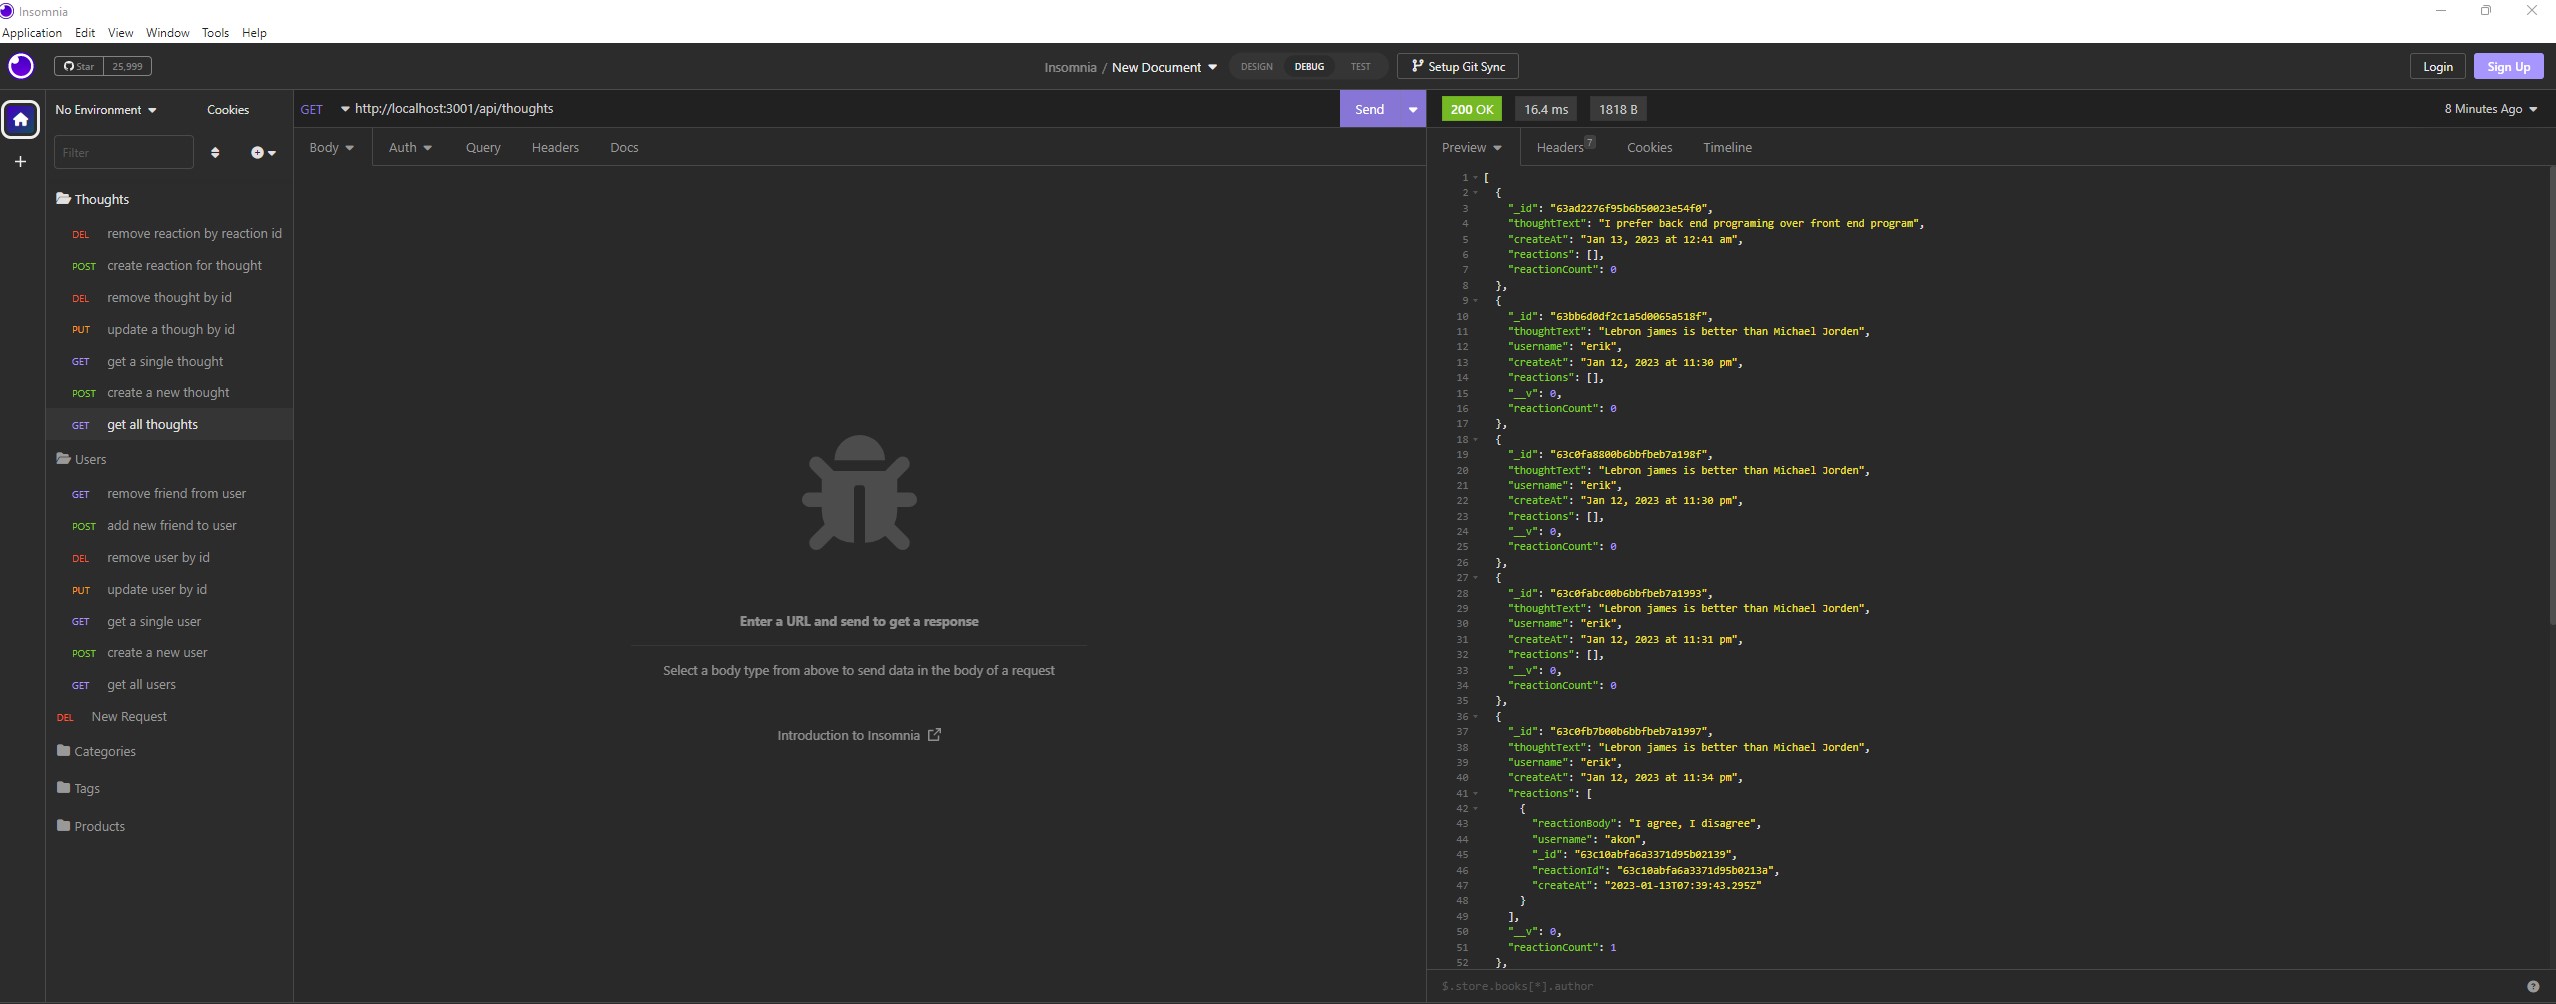 Insomnia
Application Edit View Window Tools Help
Star 25,999
Insomnia / New Document
DESIGN DEBUG TEST
Setup Git Sync
Login
Sign Up
No Environment
Cookies
Filter
Thoughts
DEL remove reaction by reaction id
POST create reaction for thought
DEL remove thought by id
PUT update a though by id
GET get a single thought
POST create a new thought
GET get all thoughts
Users
GET remove friend from user
POST add new friend to user
DEL remove user by id
PUT update user by id
GET get a single user
POST create a new user
GET get all users
DEL New Request
Categories
Tags
Products
GET http://localhost:3001/api/thoughts
Send
Body Auth Query Headers Docs
Enter a URL and send to get a response
Select a body type from above to send data in the body of a request
Introduction to Insomnia
200 OK 16.4 ms 1818 B
8 Minutes Ago
Preview Headers 7 Cookies Timeline
1 [
2 {
3 "_id": "63ad2276f95b6b50023e54f0",
4 "thoughtText": "I prefer back end programing over front end program",
5 "createAt": "Jan 13, 2023 at 12:41 am",
6 "reactions": [],
7 "reactionCount": 0
8 },
9 {
10 "_id": "63bb6d0df2c1a5d0065a518f",
11 "thoughtText": "Lebron james is better than Michael Jorden",
12 "username": "erik",
13 "createAt": "Jan 12, 2023 at 11:30 pm",
14 "reactions": [],
15 "__v": 0,
16 "reactionCount": 0
17 },
18 {
19 "_id": "63c0fa8800b6bbfbeb7a198f",
20 "thoughtText": "Lebron james is better than Michael Jorden",
21 "username": "erik",
22 "createAt": "Jan 12, 2023 at 11:30 pm",
23 "reactions": [],
24 "__v": 0,
25 "reactionCount": 0
26 },
27 {
28 "_id": "63c0fabc00b6bbfbeb7a1993",
29 "thoughtText": "Lebron james is better than Michael Jorden",
30 "username": "erik",
31 "createAt": "Jan 12, 2023 at 11:31 pm",
32 "reactions": [],
33 "__v": 0,
34 "reactionCount": 0
35 },
36 {
37 "_id": "63c0fb7b00b6bbfbeb7a1997",
38 "thoughtText": "Lebron james is better than Michael Jorden",
39 "username": "erik",
40 "createAt": "Jan 12, 2023 at 11:34 pm",
41 "reactions": [
42 {
43 "reactionBody": "I agree, I disagree",
44 "username": "akon",
45 "_id": "63c10abfa6a3371d95b02139",
46 "reactionId": "63c10abfa6a3371d95b0213a",
47 "createAt": "2023-01-13T07:39:43.295Z"
48 }
49 ],
50 "__v": 0,
51 "reactionCount": 1
52 },
$.store.books[*].author